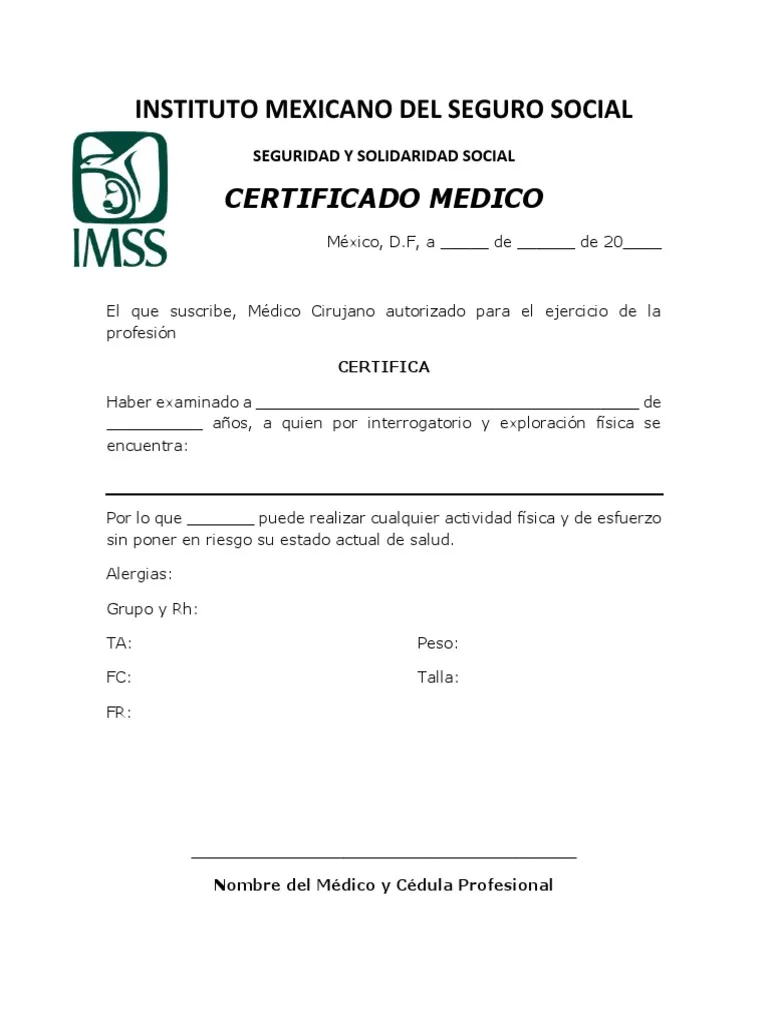 INSTITUTO MEXICANO DEL SEGURO SOCIAL
SEGURIDAD Y SOLIDARIDAD SOCIAL
CERTIFICADO MEDICO
IMSS
México, D.F, a _____ de ______ de 20____
El que suscribe, Médico Cirujano autorizado para el ejercicio de la
profesión
CERTIFICA
Haber examinado a ________________________________________ de
__________ años, a quien por interrogatorio y exploración física se
encuentra:
Por lo que _______ puede realizar cualquier actividad física y de esfuerzo
sin poner en riesgo su estado actual de salud.
Alergias:
Grupo y Rh:
TA: Peso:
FC: Talla:
FR:
________________________________________
Nombre del Médico y Cédula Profesional